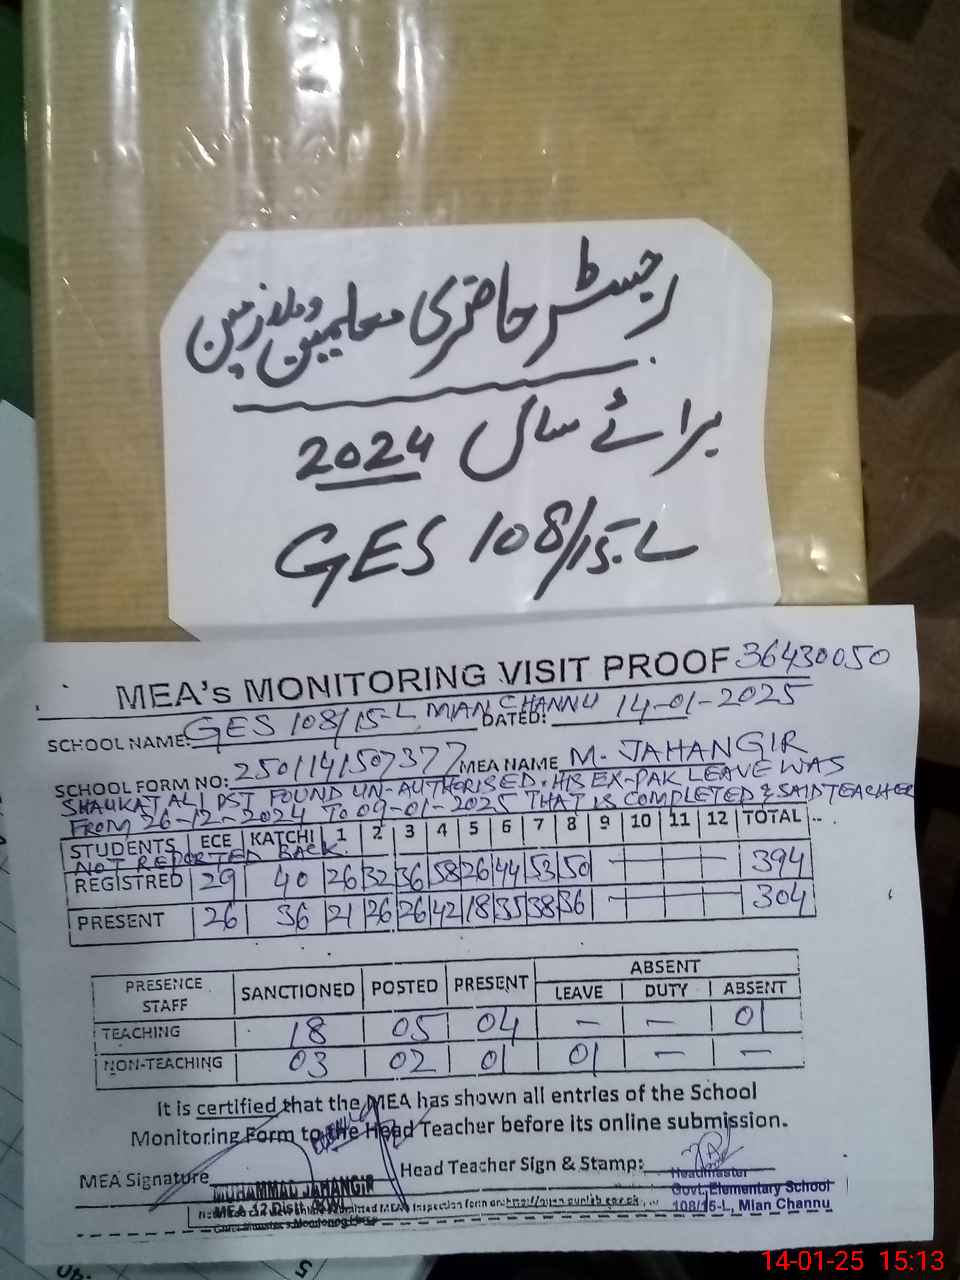 رجسٹر حاضری معلمین و ملازمین
برائے سال 2024
GES 108/15-L
MEA's MONITORING VISIT PROOF 36430050
SCHOOL NAME: GES 108/15-L MIAN CHANNU DATED: 14-01-2025
SCHOOL FORM NO: 2501141507377 MEA NAME M. JAHANGIR
SHAUKAT ALI PST FOUND UN-AUTHORISED. HIS EX-PAK LEAVE WAS
FROM 26-12-2024 TO 09-01-2025 THAT IS COMPLETED & SAID TEACHER
NOT REPORTED BACK.
STUDENTS ECE KATCHI 1 2 3 4 5 6 7 8 9 10 11 12 TOTAL
REGISTRED 29 40 26 32 36 58 26 44 53 50 — — — — 394
PRESENT 26 36 21 26 26 42 18 35 38 36 — — — — 304
PRESENCE STAFF SANCTIONED POSTED PRESENT ABSENT
LEAVE DUTY ABSENT
TEACHING 18 05 04 — — 01
NON-TEACHING 03 02 01 01 — —
It is certified that the MEA has shown all entries of the School
Monitoring Form to the Head Teacher before its online submission.
MEA Signature Head Teacher Sign & Stamp:
MUHAMMAD JAHANGIR
MEA 12 Distt.
Headmaster
Govt. Elementary School
108/15-L, Mian Channu
14-01-25 15:13